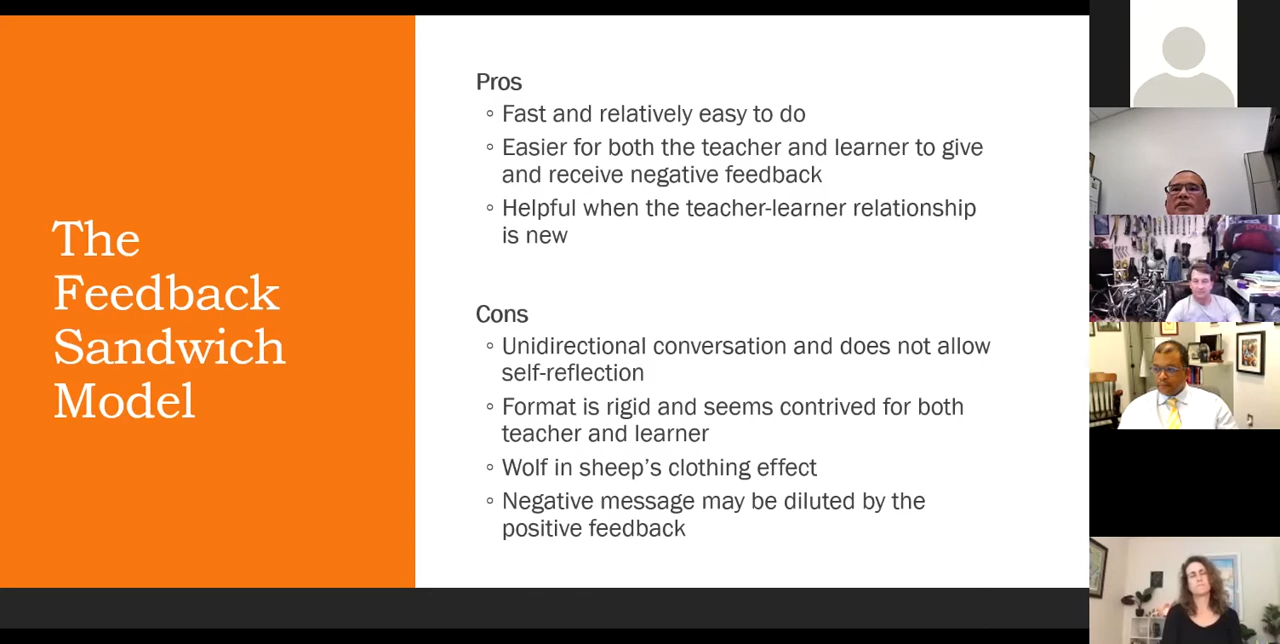 The
Feedback
Sandwich
Model
Pros
◦ Fast and relatively easy to do
◦ Easier for both the teacher and learner to give
and receive negative feedback
◦ Helpful when the teacher-learner relationship
is new
Cons
◦ Unidirectional conversation and does not allow
self-reflection
◦ Format is rigid and seems contrived for both
teacher and learner
◦ Wolf in sheep’s clothing effect
◦ Negative message may be diluted by the
positive feedback